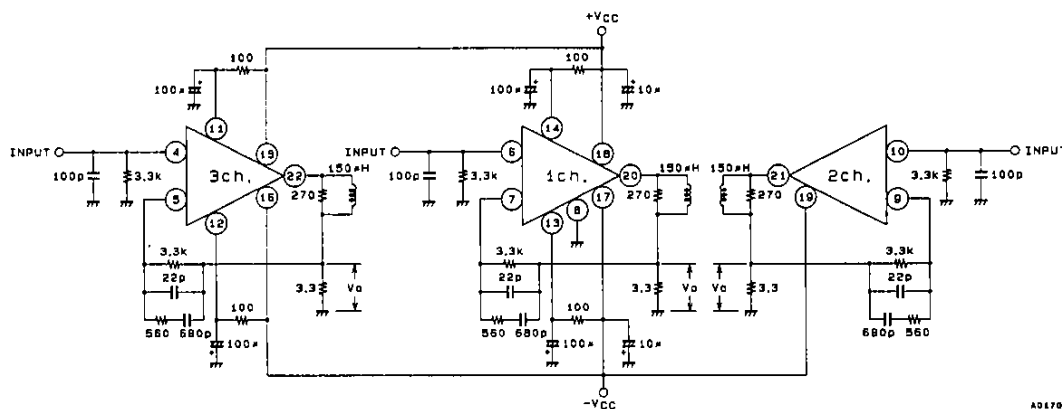 +Vcc
100
100
100μ
+
100μ
+
+
10μ
11
14
INPUT
4
15
INPUT
6
18
10
INPUT
100p
3.3k
3ch.
22
150μH
100p
3.3k
1ch.
20
150μH
150μH
21
2ch.
3.3k
100p
5
270
16
7
270
270
19
9
12
13
8
17
3.3k
3.3k
3.3k
22p
22p
22p
3.3
Vo
3.3
Vo
Vo
3.3
560
680p
100
560
680p
100
680p
560
+
100μ
+
100μ
+
10μ
-Vcc